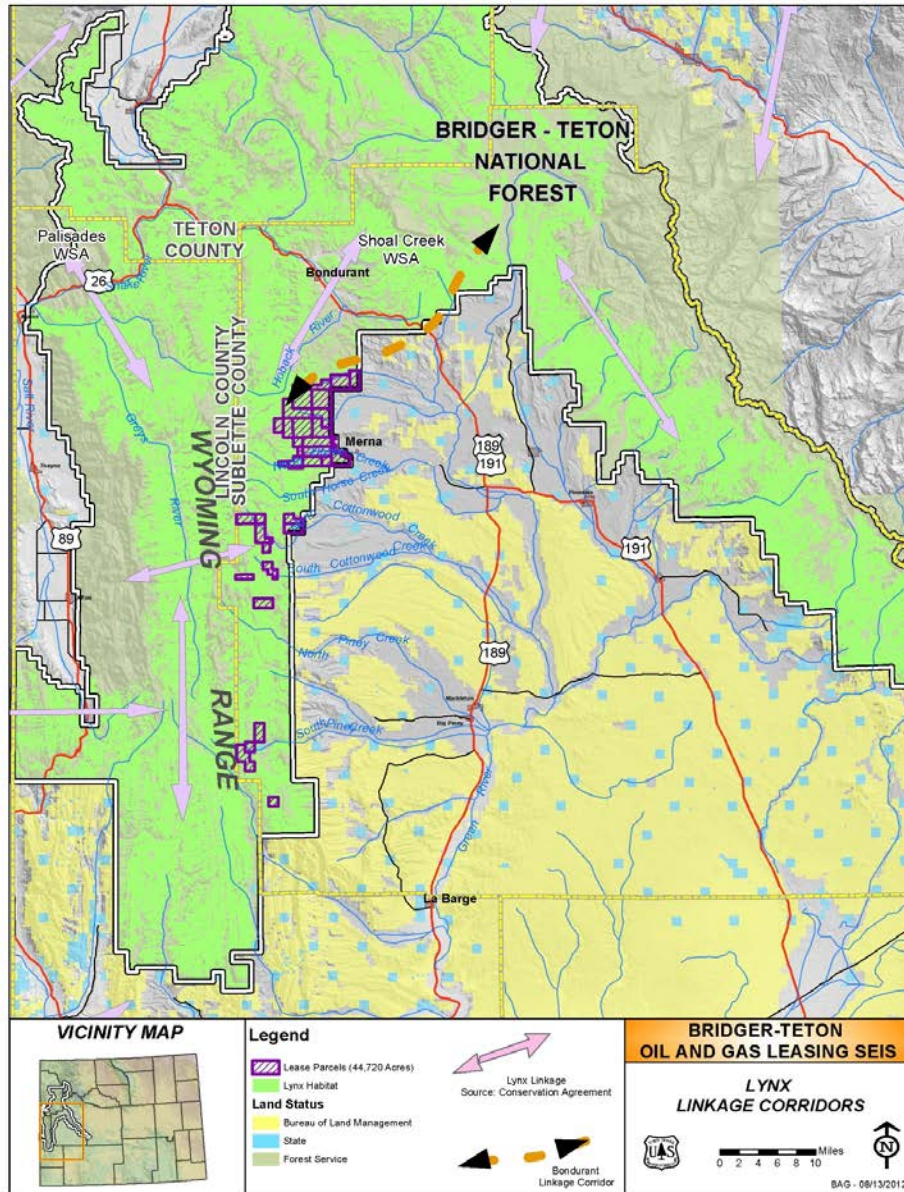 BRIDGER - TETON
NATIONAL
FOREST
TETON
COUNTY
Palisades
WSA
Shoal Creek
WSA
26
Snake River
Bondurant
Hoback River
LINCOLN COUNTY
SUBLETTE COUNTY
Salt River
Greys River
WYOMING
RANGE
Merna
189
191
South Horse Creek
Cottonwood Creek
South Cottonwood Creek
191
89
North Piney Creek
189
Marbleton
Big Piney
South Piney Creek
Green River
La Barge
VICINITY MAP
Legend
Lease Parcels (44,720 Acres)
Lynx Habitat
Land Status
Bureau of Land Management
State
Forest Service
Lynx Linkage
Source: Conservation Agreement
Bondurant
Linkage Corridor
BRIDGER-TETON
OIL AND GAS LEASING SEIS
LYNX
LINKAGE CORRIDORS
U S
Miles
0 2 4 6 8 10
N
BAG - 08/13/2012